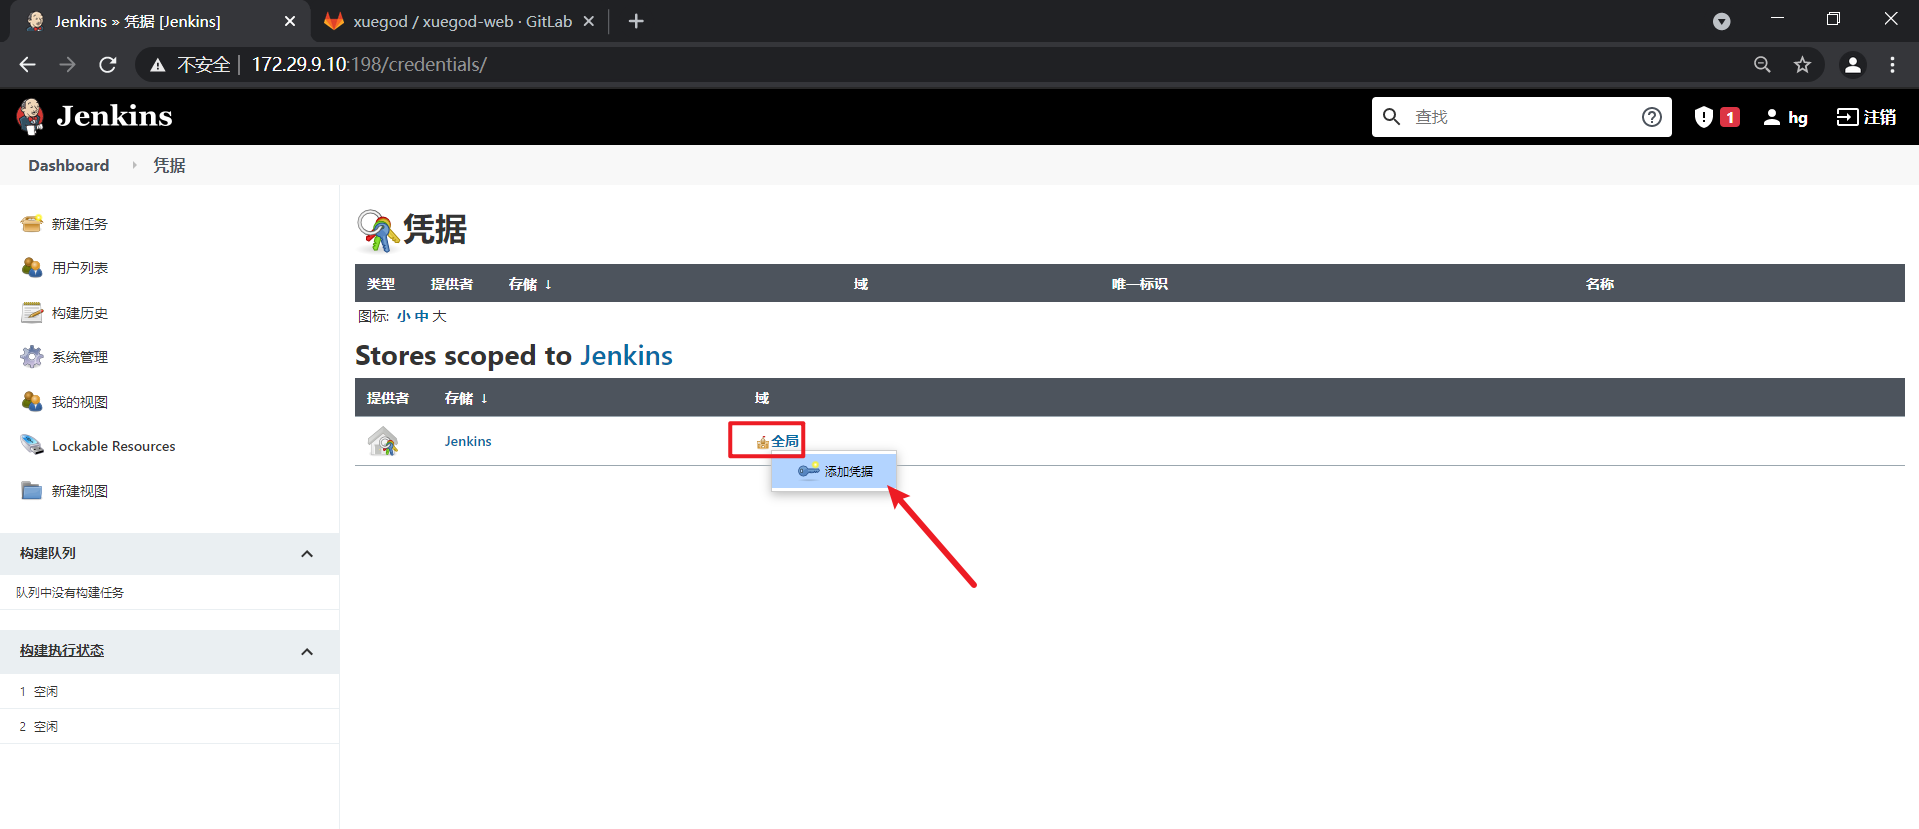 Jenkins » 凭据 [Jenkins]
xuegod / xuegod-web · GitLab
不安全 | 172.29.9.10:198/credentials/
Jenkins
查找
1
hg
注销
Dashboard
凭据
新建任务
用户列表
构建历史
系统管理
我的视图
Lockable Resources
新建视图
构建队列
队列中没有构建任务
构建执行状态
1 空闲
2 空闲
凭据
类型 提供者 存储 ↓ 域 唯一标识 名称
图标: 小 中 大
Stores scoped to Jenkins
提供者 存储 ↓ 域
Jenkins 全局
添加凭据